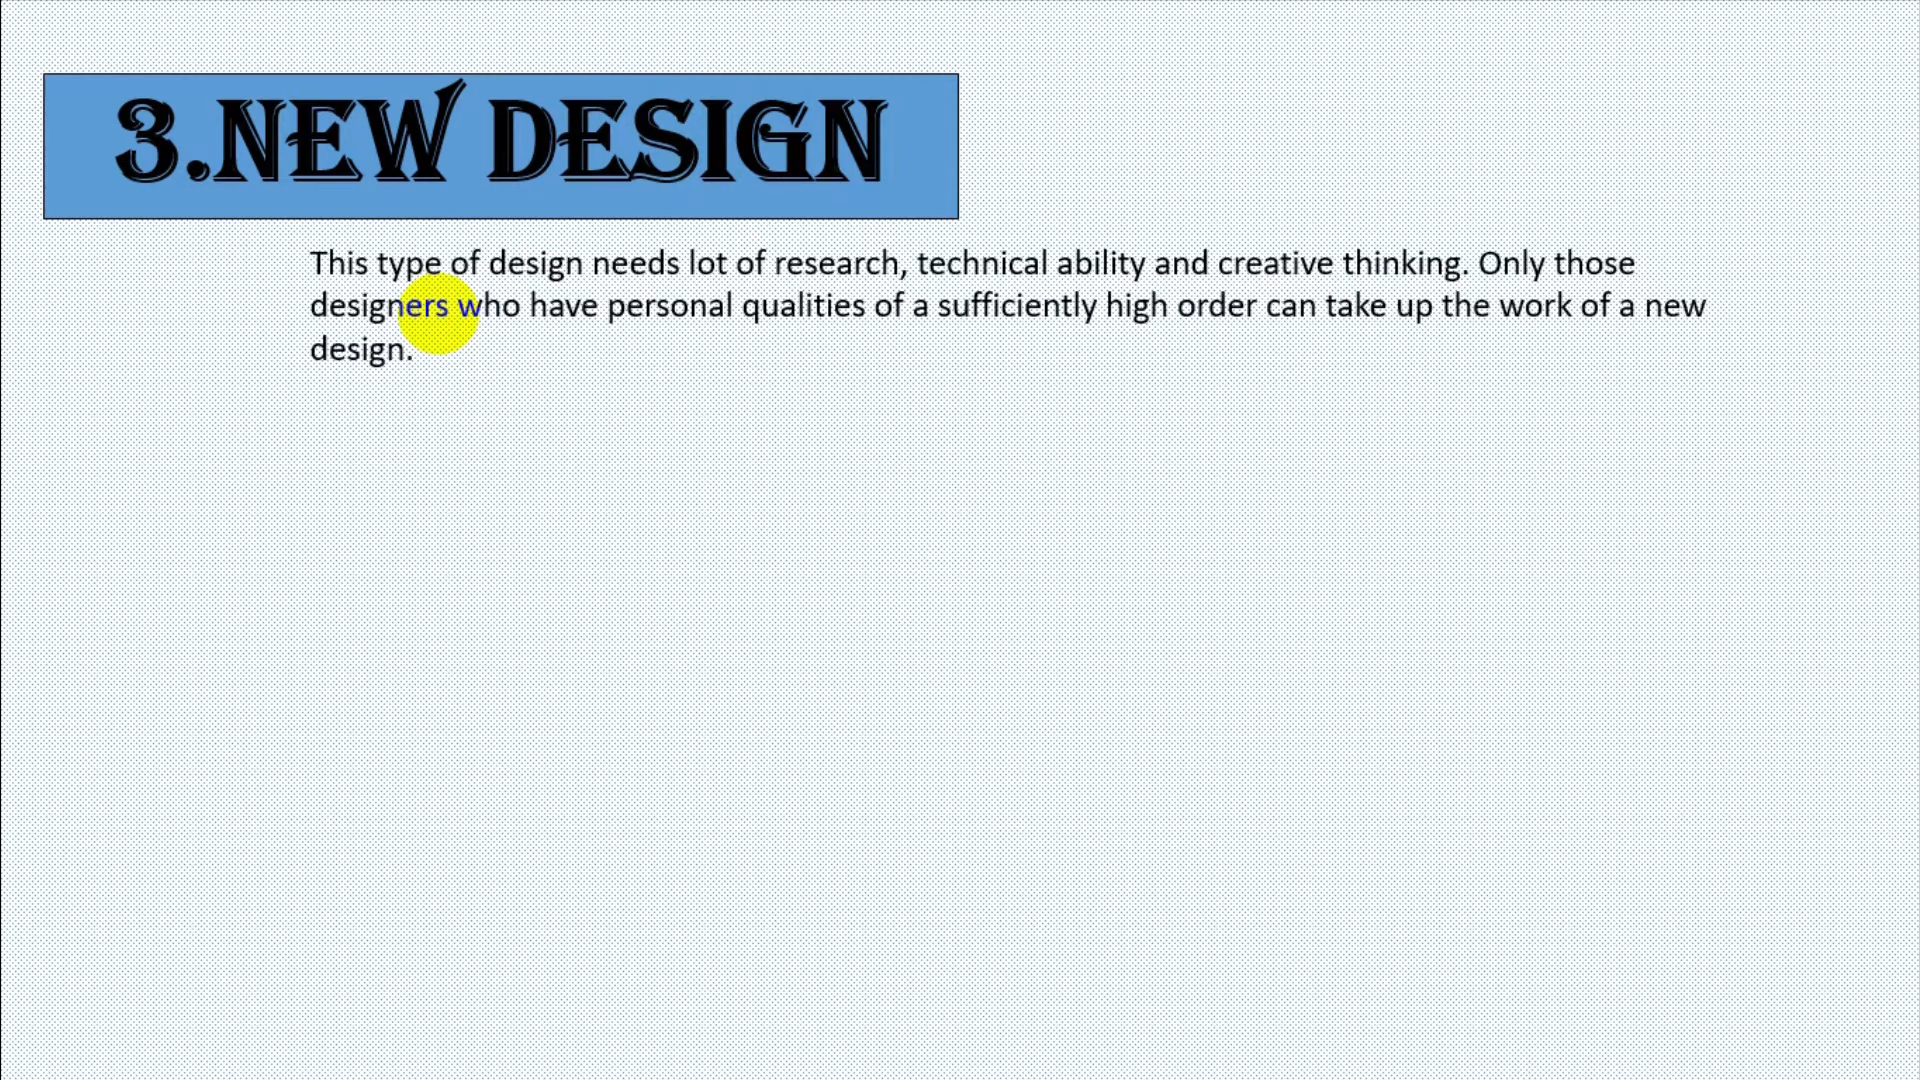 3.NEW DESIGN
This type of design needs lot of research, technical ability and creative thinking. Only those
designers who have personal qualities of a sufficiently high order can take up the work of a new
design.